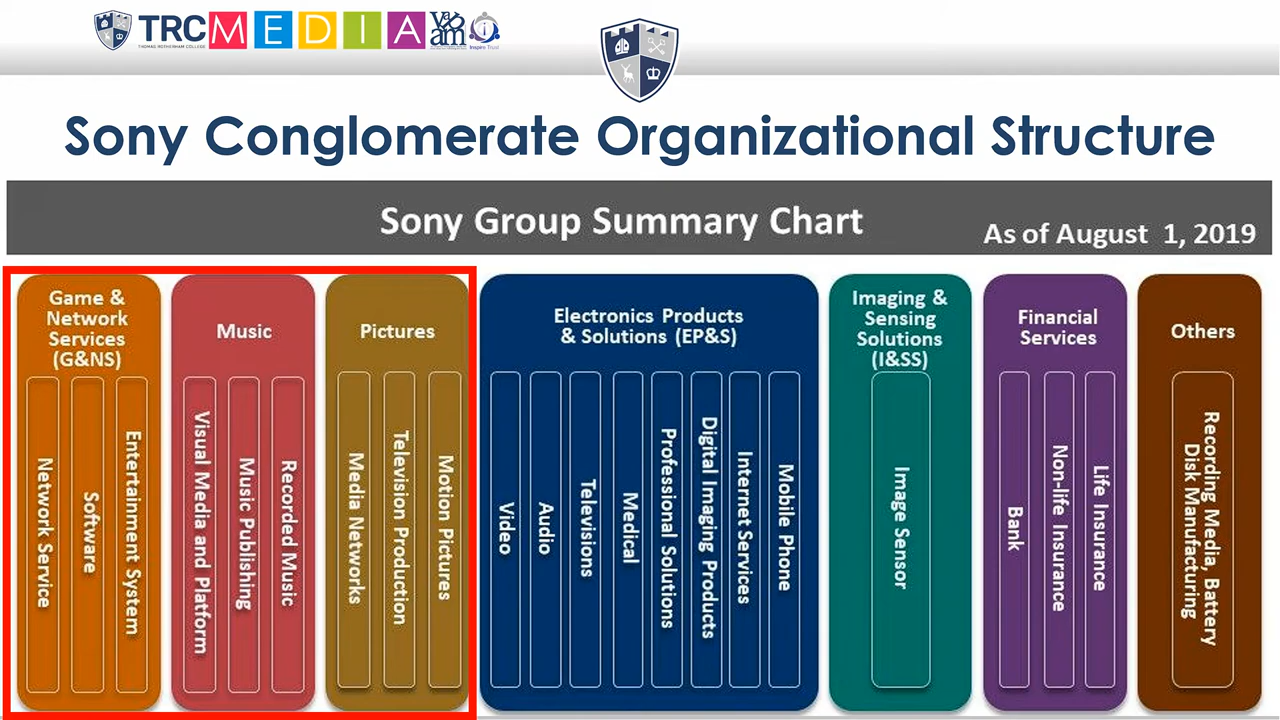 TRC MEDIA
THOMAS ROTHERHAM COLLEGE
Inspire Trust
Sony Conglomerate Organizational Structure
Sony Group Summary Chart
As of August 1, 2019
Game &
Network
Services
(G&NS)
Network Service
Software
Entertainment System
Music
Visual Media and Platform
Music Publishing
Recorded Music
Pictures
Media Networks
Television Production
Motion Pictures
Electronics Products
& Solutions (EP&S)
Video
Audio
Televisions
Medical
Professional Solutions
Digital Imaging Products
Internet Services
Mobile Phone
Imaging &
Sensing
Solutions
(I&SS)
Image Sensor
Financial
Services
Bank
Non-life Insurance
Life Insurance
Others
Recording Media, Battery
Disk Manufacturing